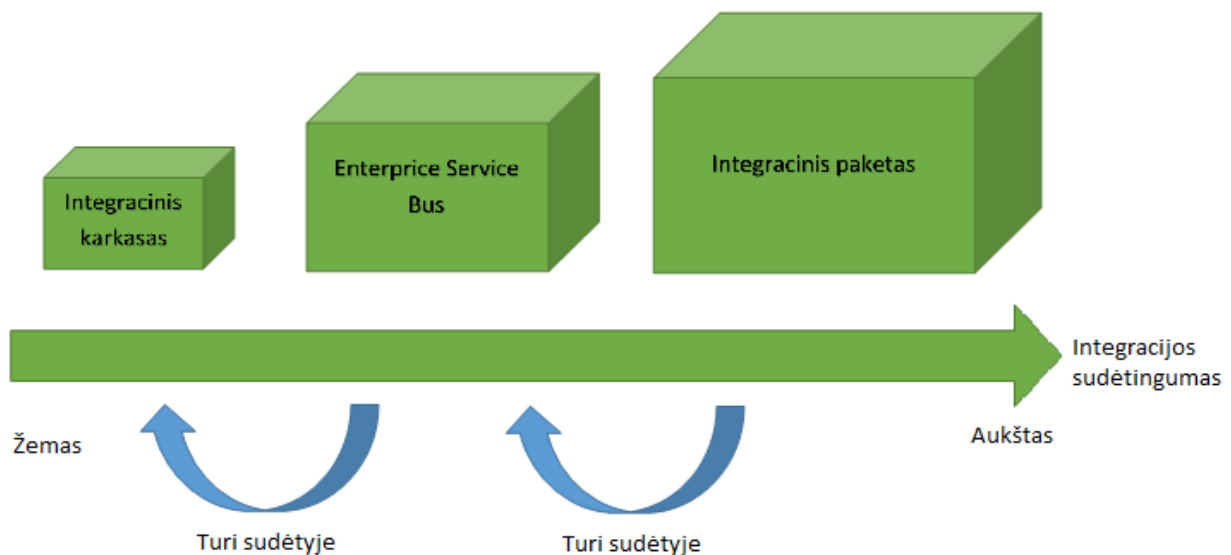 Integracinis
karkasas
Enterprice Service
Bus
Integracinis paketas
Integracijos
sudėtingumas
Žemas
Aukštas
Turi sudėtyje
Turi sudėtyje